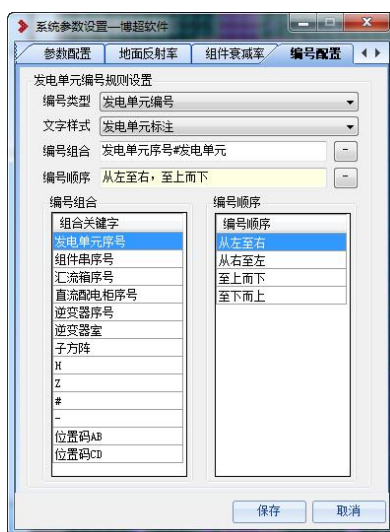 系统参数设置—博超软件
参数配置 地面反射率 组件衰减率 编号配置
发电单元编号规则设置
编号类型 发电单元编号
文字样式 发电单元标注
编号组合 发电单元序号#发电单元 -
编号顺序 从左至右，至上而下 -
编号组合
组合关键字
发电单元序号
组件串序号
汇流箱序号
直流配电柜序号
逆变器序号
逆变器室
子方阵
H
Z
#
-
位置码AB
位置码CD
编号顺序
编号顺序
从左至右
从右至左
至上而下
至下而上
保存 取消